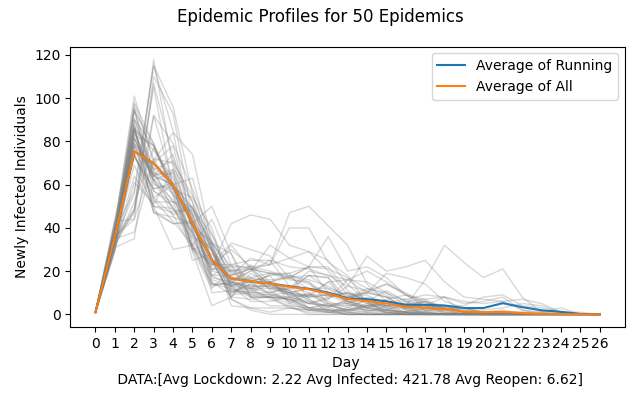 Epidemic Profiles for 50 Epidemics
120
100
80
60
40
20
0
Newly Infected Individuals
Average of Running
Average of All
0 1 2 3 4 5 6 7 8 9 10 11 12 13 14 15 16 17 18 19 20 21 22 23 24 25 26
Day
DATA:[Avg Lockdown: 2.22 Avg Infected: 421.78 Avg Reopen: 6.62]